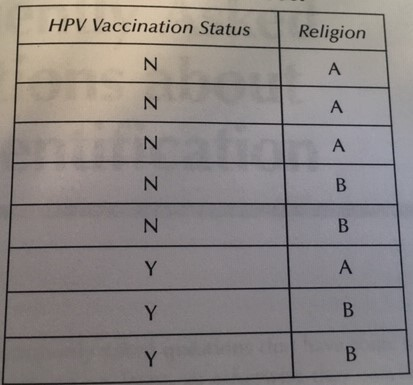 HPV Vaccination Status Religion
N A
N A
N A
N B
N B
Y A
Y B
Y B